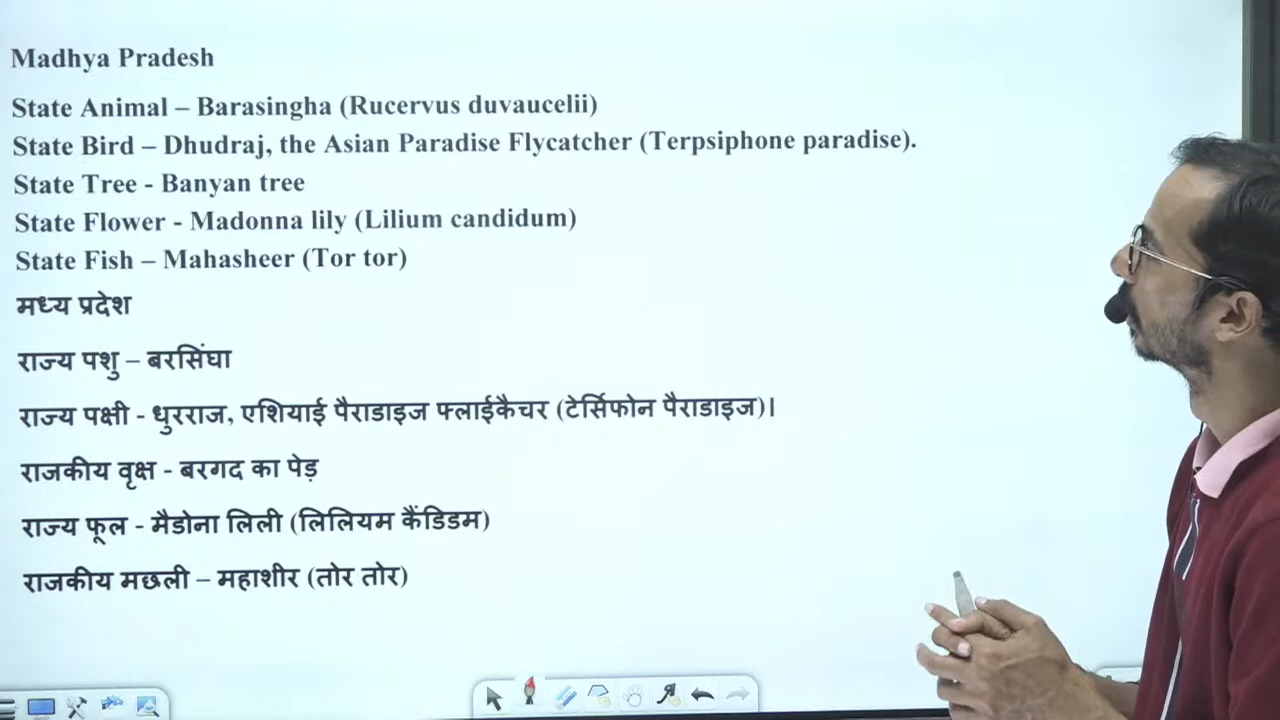 Madhya Pradesh
State Animal – Barasingha (Rucervus duvaucelii)
State Bird – Dhudraj, the Asian Paradise Flycatcher (Terpsiphone paradise).
State Tree - Banyan tree
State Flower - Madonna lily (Lilium candidum)
State Fish – Mahasheer (Tor tor)
मध्य प्रदेश
राज्य पशु – बरसिंघा
राज्य पक्षी - धुरराज, एशियाई पैराडाइज फ्लाईकैचर (टेर्सिफोन पैराडाइज)।
राजकीय वृक्ष - बरगद का पेड़
राज्य फूल - मैडोना लिली (लिलियम कैंडिडम)
राजकीय मछली – महाशीर (तोर तोर)